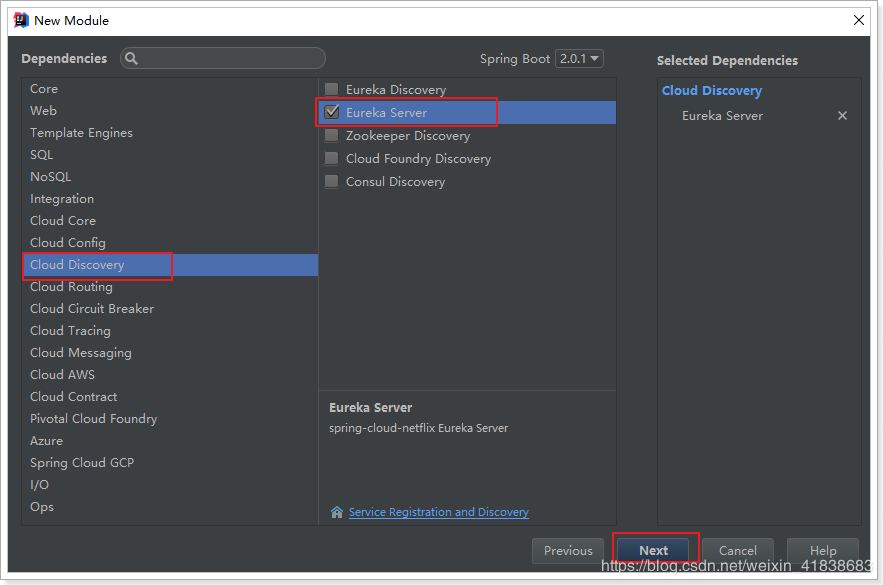 New Module
Dependencies
Spring Boot 2.0.1
Selected Dependencies
Core
Web
Template Engines
SQL
NoSQL
Integration
Cloud Core
Cloud Config
Cloud Discovery
Cloud Routing
Cloud Circuit Breaker
Cloud Tracing
Cloud Messaging
Cloud AWS
Cloud Contract
Pivotal Cloud Foundry
Azure
Spring Cloud GCP
I/O
Ops
Eureka Discovery
Eureka Server
Zookeeper Discovery
Cloud Foundry Discovery
Consul Discovery
Eureka Server
spring-cloud-netflix Eureka Server
Service Registration and Discovery
Cloud Discovery
Eureka Server
Previous
Next
Cancel
Help
https://blog.csdn.net/weixin_41838683